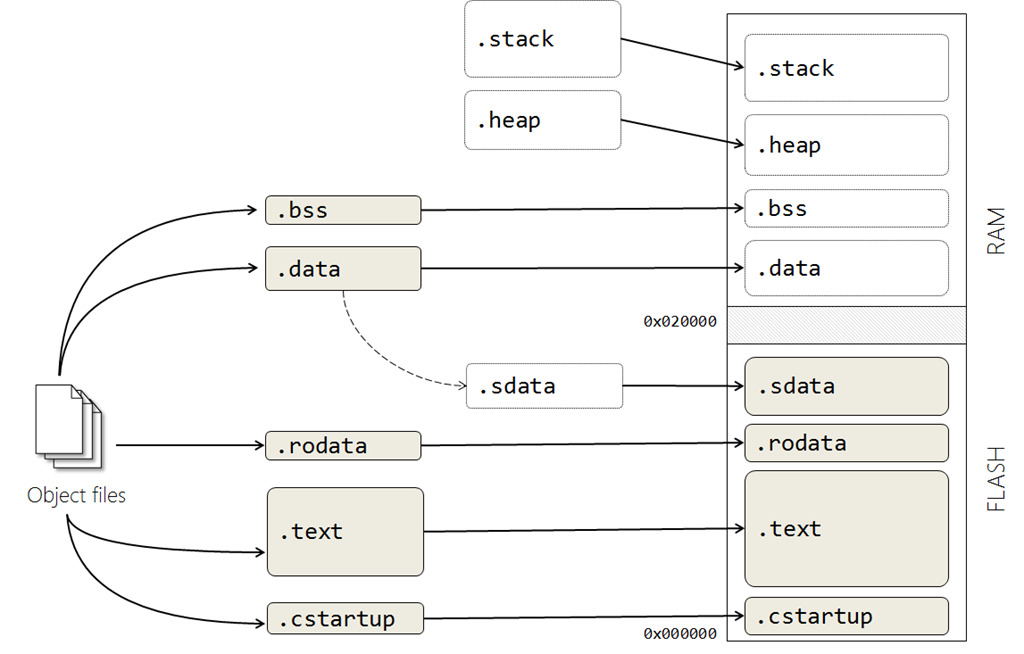 .stack
.stack
.heap
.heap
.bss
.bss
.data
.data
RAM
0x020000
.sdata
.sdata
.rodata
.rodata
FLASH
Object files
.text
.text
.cstartup
.cstartup
0x000000